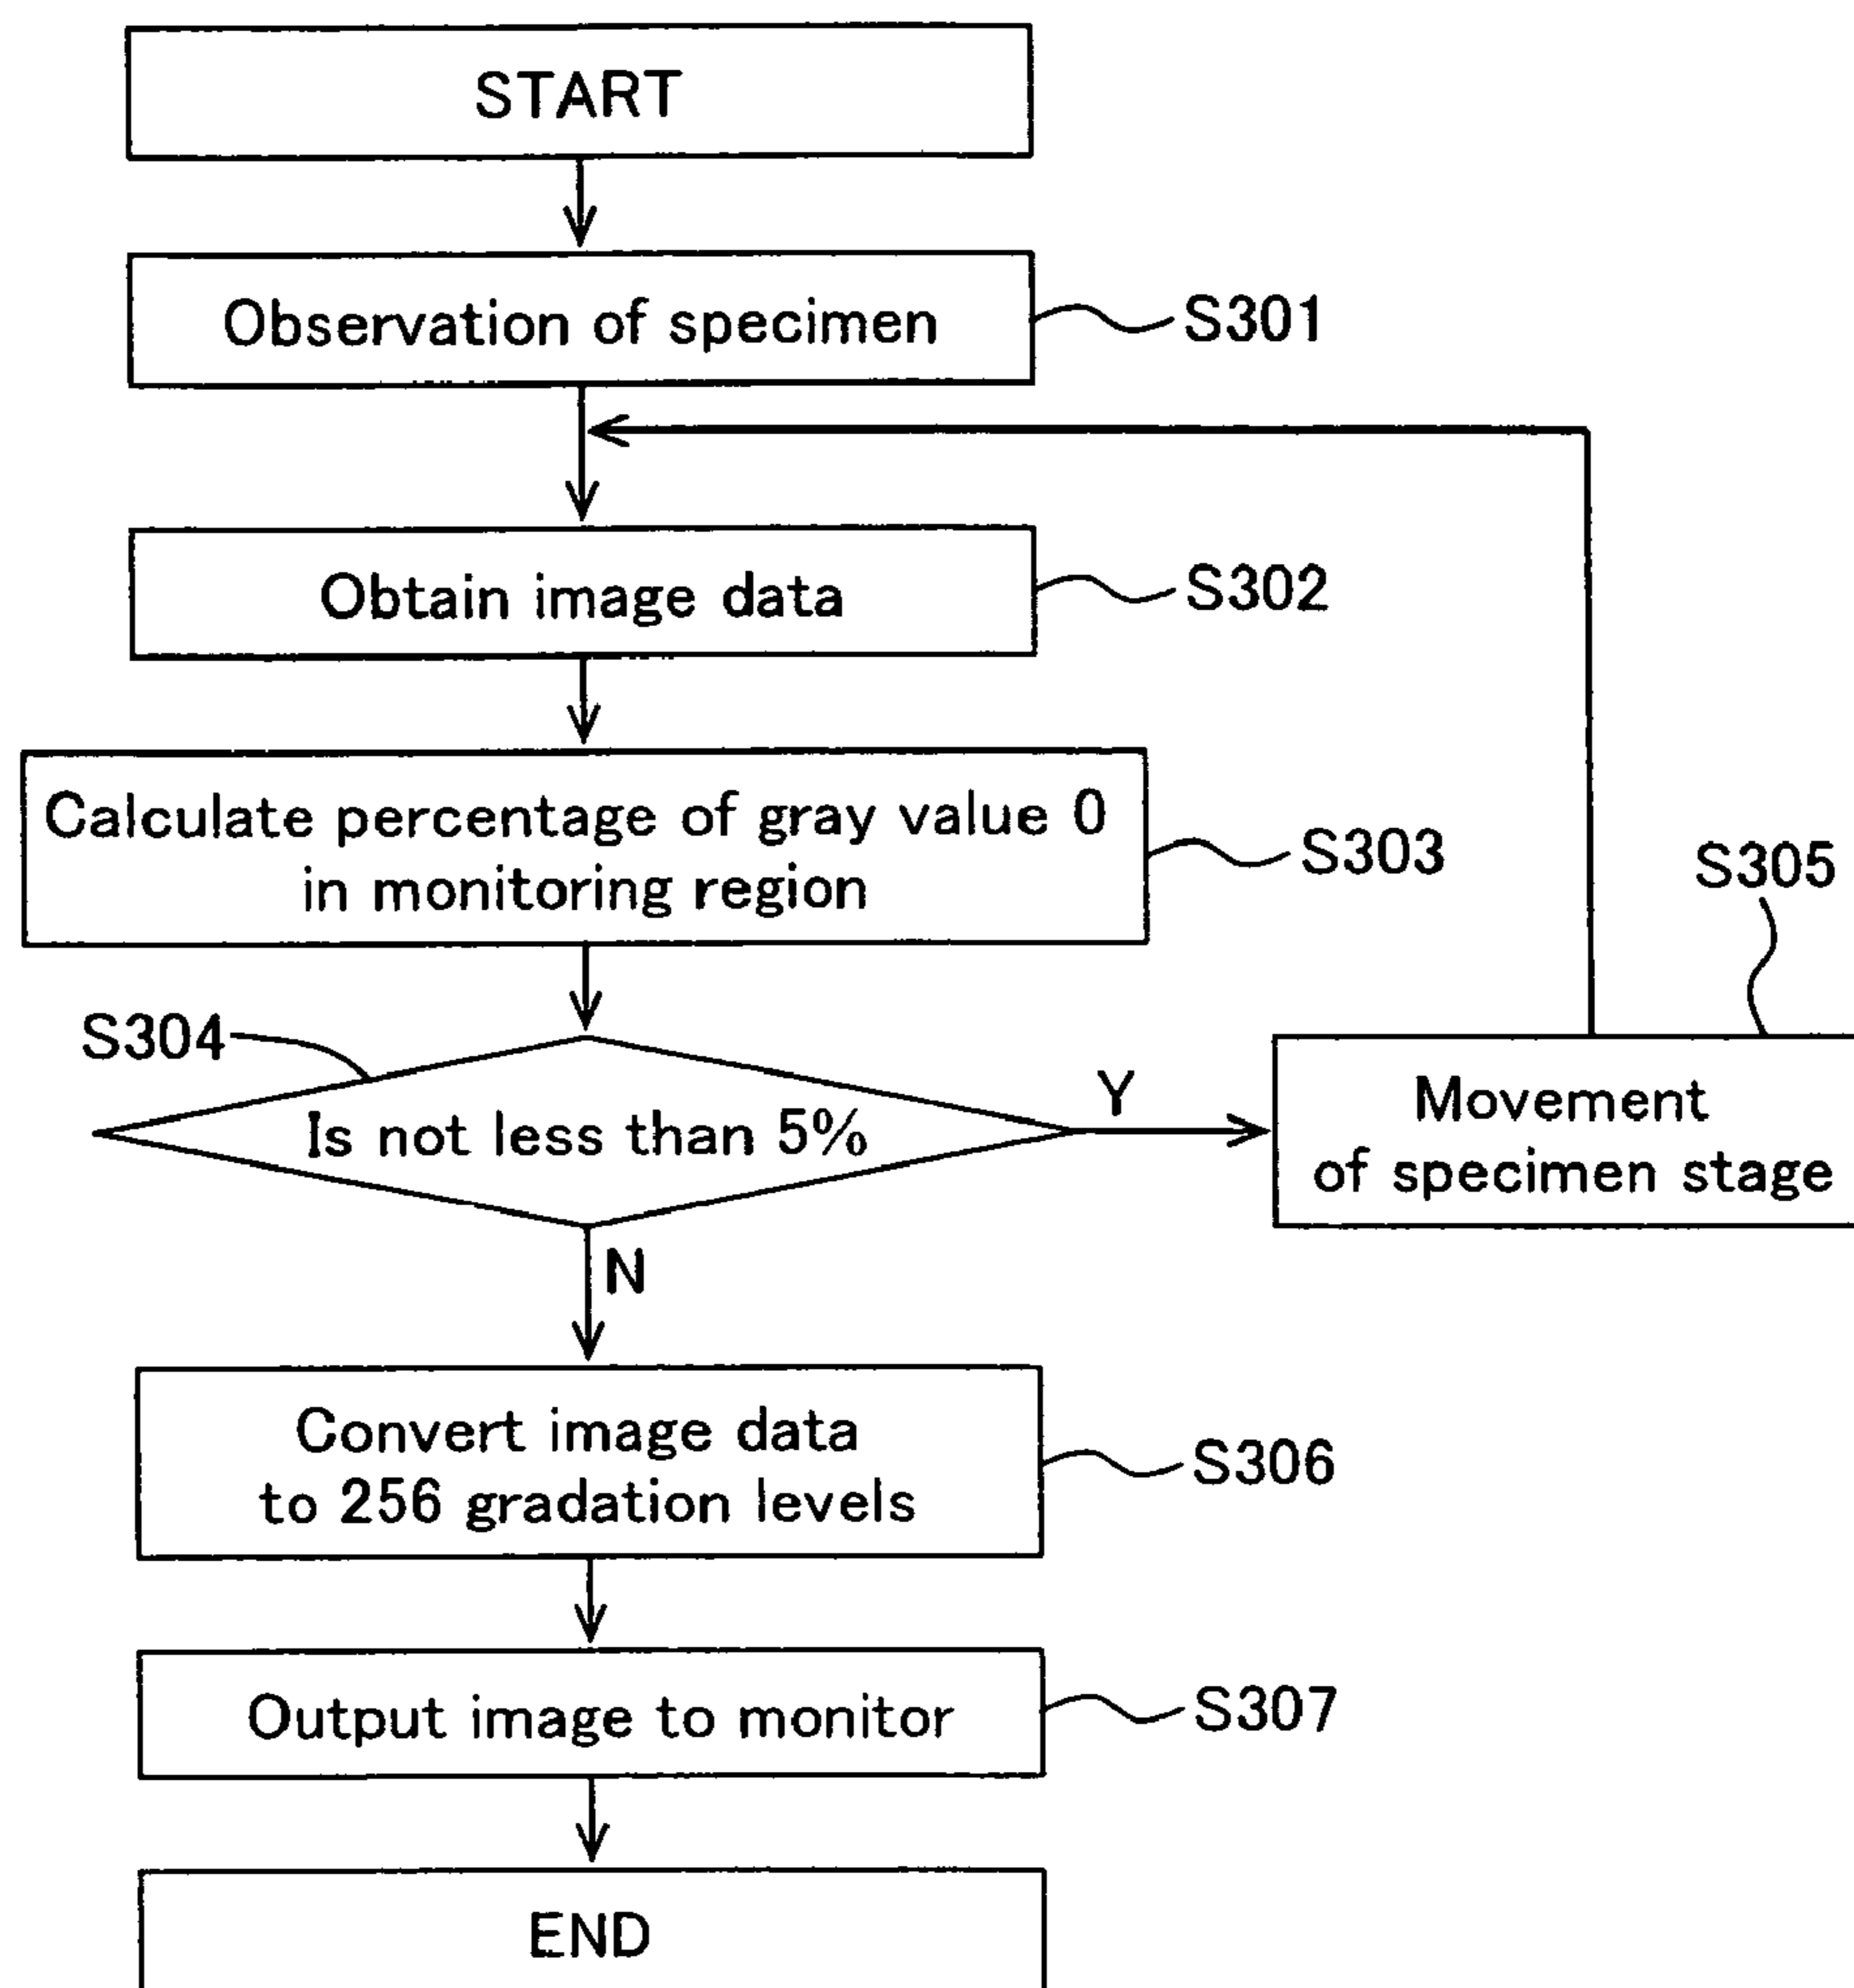 START
Observation of specimen
S301
Obtain image data
S302
Calculate percentage of gray value 0
in monitoring region
S303
S305
S304
Is not less than 5%
Y
Movement
of specimen stage
N
Convert image data
to 256 gradation levels
S306
Output image to monitor
S307
END